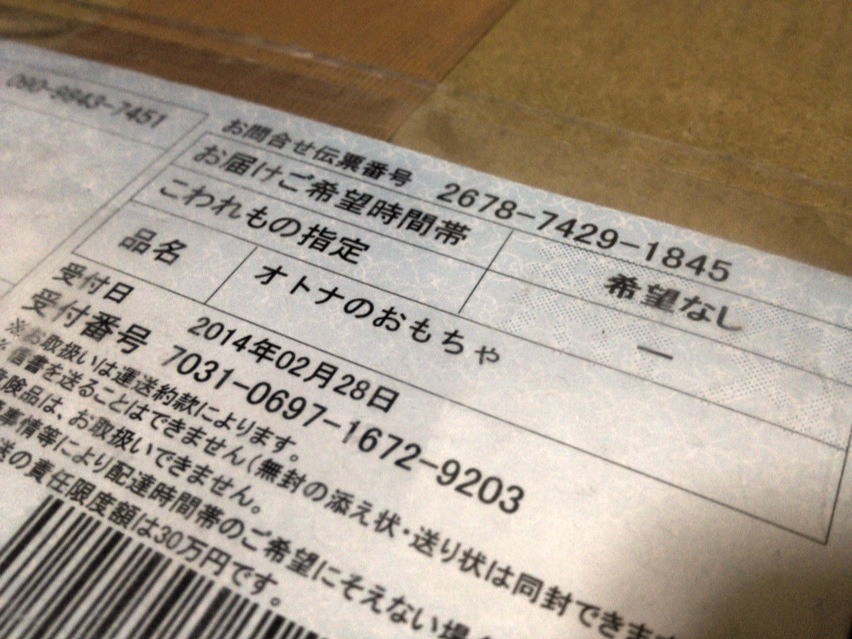 090-9843-7451
お問合せ伝票番号 2678-7429-1845
お届けご希望時間帯 希望なし
こわれもの指定 ー
品名 オトナのおもちゃ
受付日 2014年02月28日
受付番号 7031-0697-1672-9203
※お取扱いは運送約款によります。
※信書を送ることはできません(無封の添え状・送り状は同封できま
険品は、お取扱いできません。
事情等により配達時間帯のご希望にそえない場
送の責任限度額は30万円です。